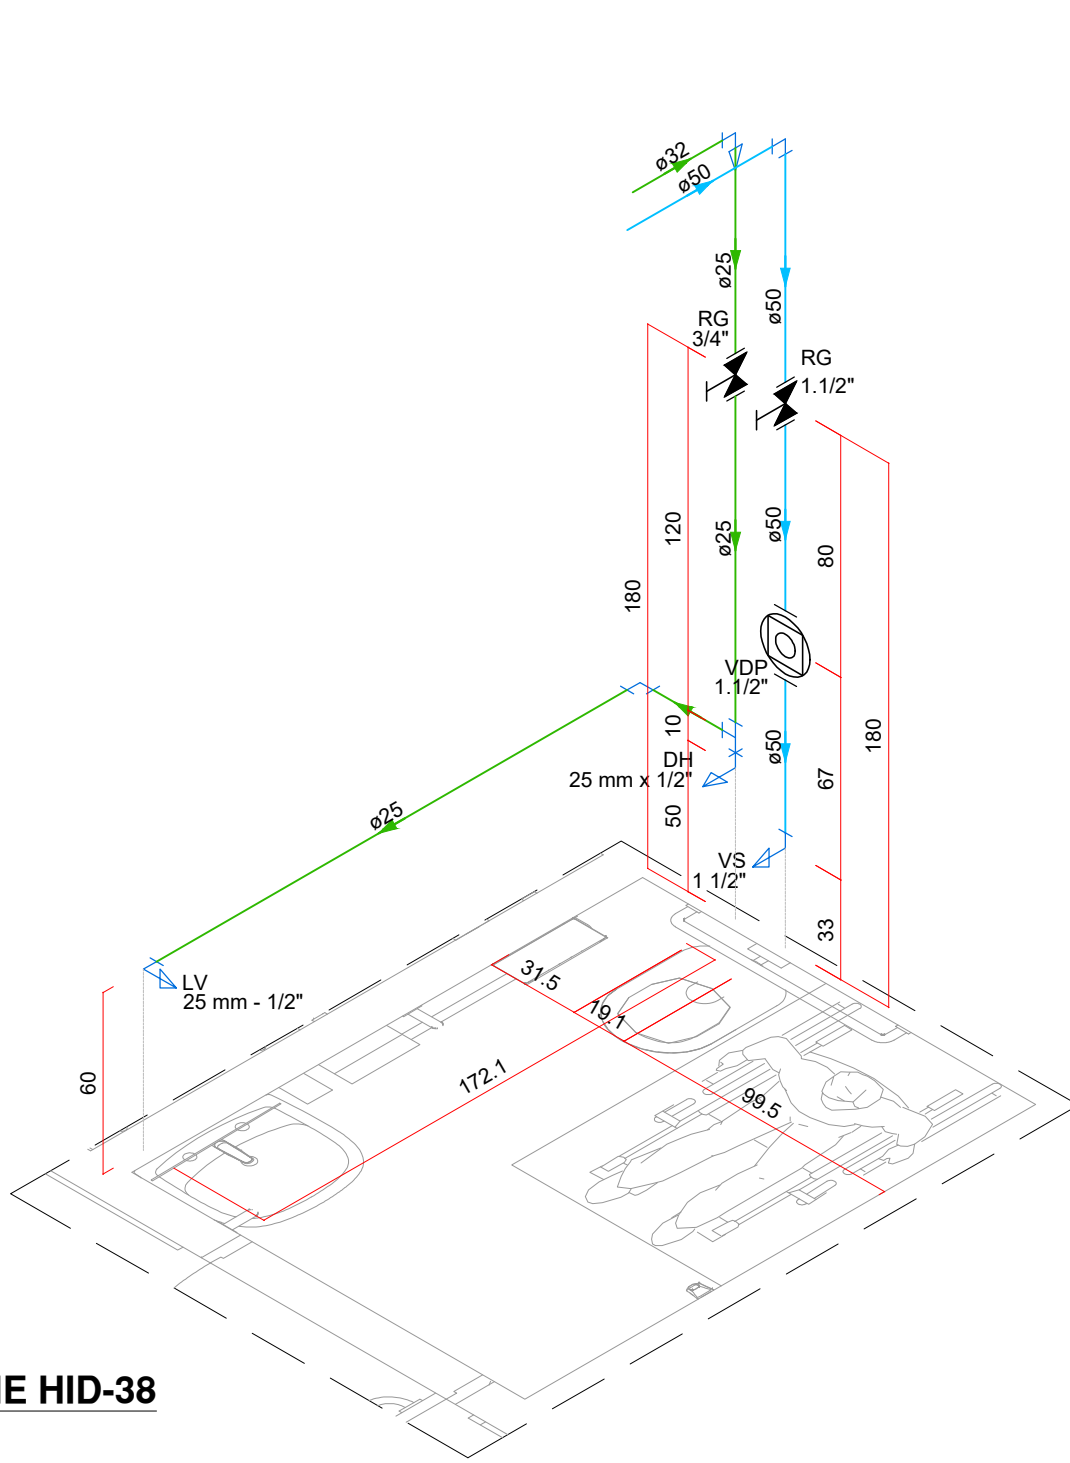 ø32
ø50
ø25
ø50
RG
3/4"
RG
1.1/2"
120
ø25
ø50
80
180
VDP
1.1/2"
10
DH
25 mm x 1/2"
ø50
180
67
ø25
50
VS
1 1/2"
33
LV
25 mm - 1/2"
31.5
19.1
60
172.1
99.5
E HID-38